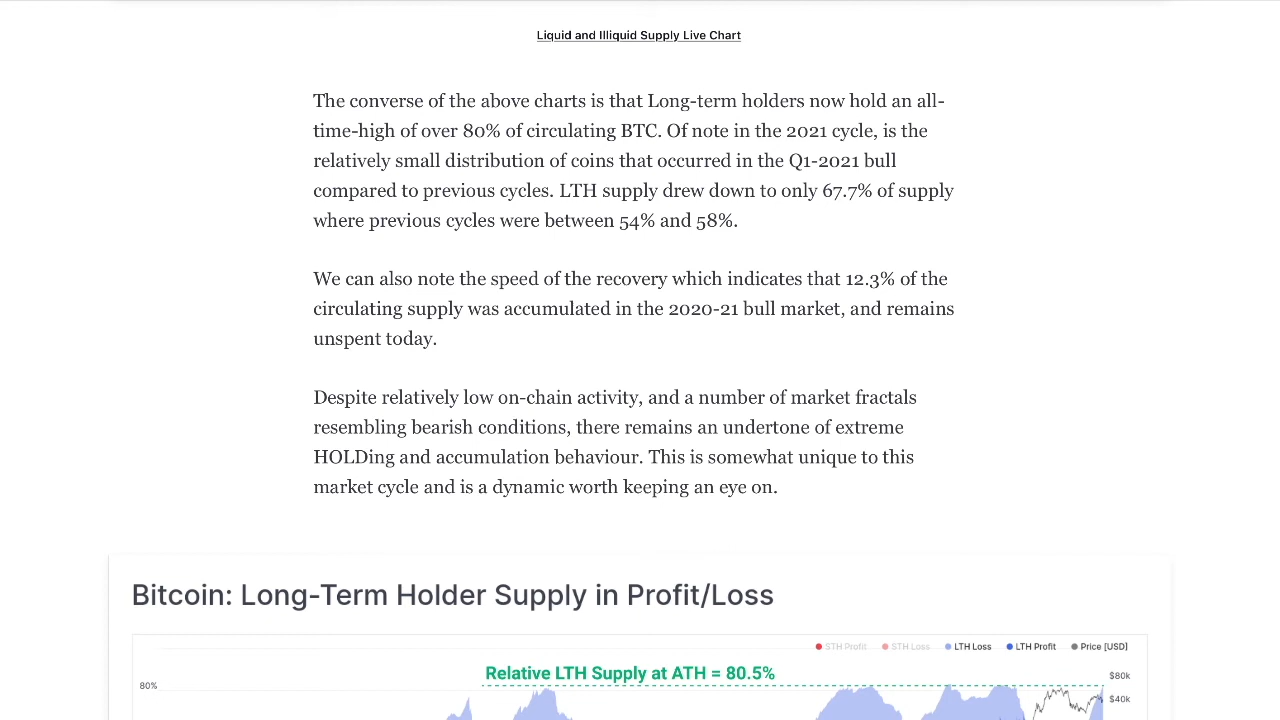 Liquid and Illiquid Supply Live Chart
The converse of the above charts is that Long-term holders now hold an all-
time-high of over 80% of circulating BTC. Of note in the 2021 cycle, is the
relatively small distribution of coins that occurred in the Q1-2021 bull
compared to previous cycles. LTH supply drew down to only 67.7% of supply
where previous cycles were between 54% and 58%.
We can also note the speed of the recovery which indicates that 12.3% of the
circulating supply was accumulated in the 2020-21 bull market, and remains
unspent today.
Despite relatively low on-chain activity, and a number of market fractals
resembling bearish conditions, there remains an undertone of extreme
HOLDing and accumulation behaviour. This is somewhat unique to this
market cycle and is a dynamic worth keeping an eye on.
Bitcoin: Long-Term Holder Supply in Profit/Loss
STH Profit STH Loss LTH Loss LTH Profit Price [USD]
Relative LTH Supply at ATH = 80.5%
$80k
80%
$40k